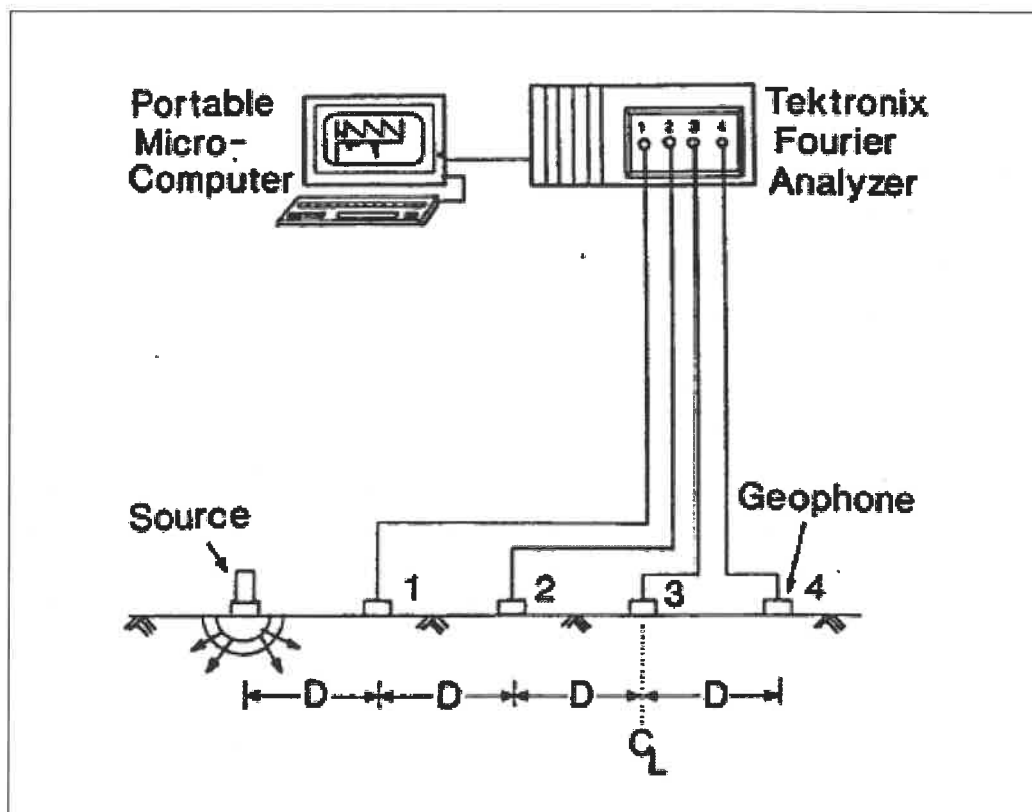 Portable
Micro-
Computer
Tektronix
Fourier
Analyzer
1 2 3 4
Source
Geophone
1 2 3 4
D D D D
CL